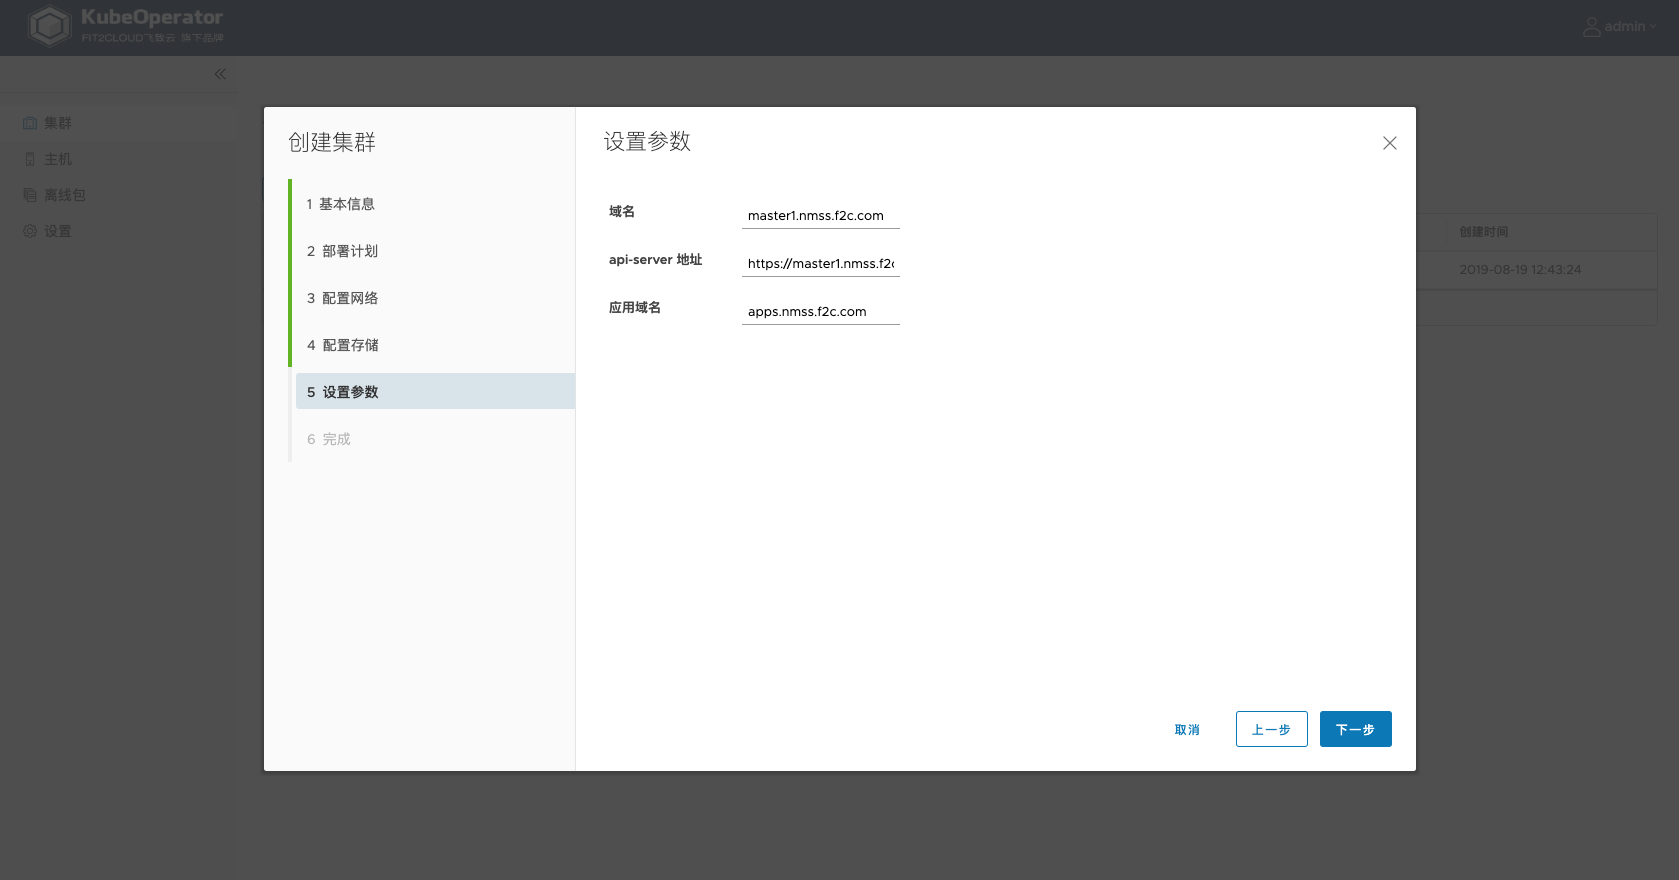 KubeOperator
FIT2CLOUD飞致云 旗下品牌
admin
集群
主机
离线包
设置
创建时间
2019-08-19 12:43:24
创建集群
1 基本信息
2 部署计划
3 配置网络
4 配置存储
5 设置参数
6 完成
设置参数
域名
master1.nmss.f2c.com
api-server 地址
https://master1.nmss.f2c
应用域名
apps.nmss.f2c.com
取消
上一步
下一步